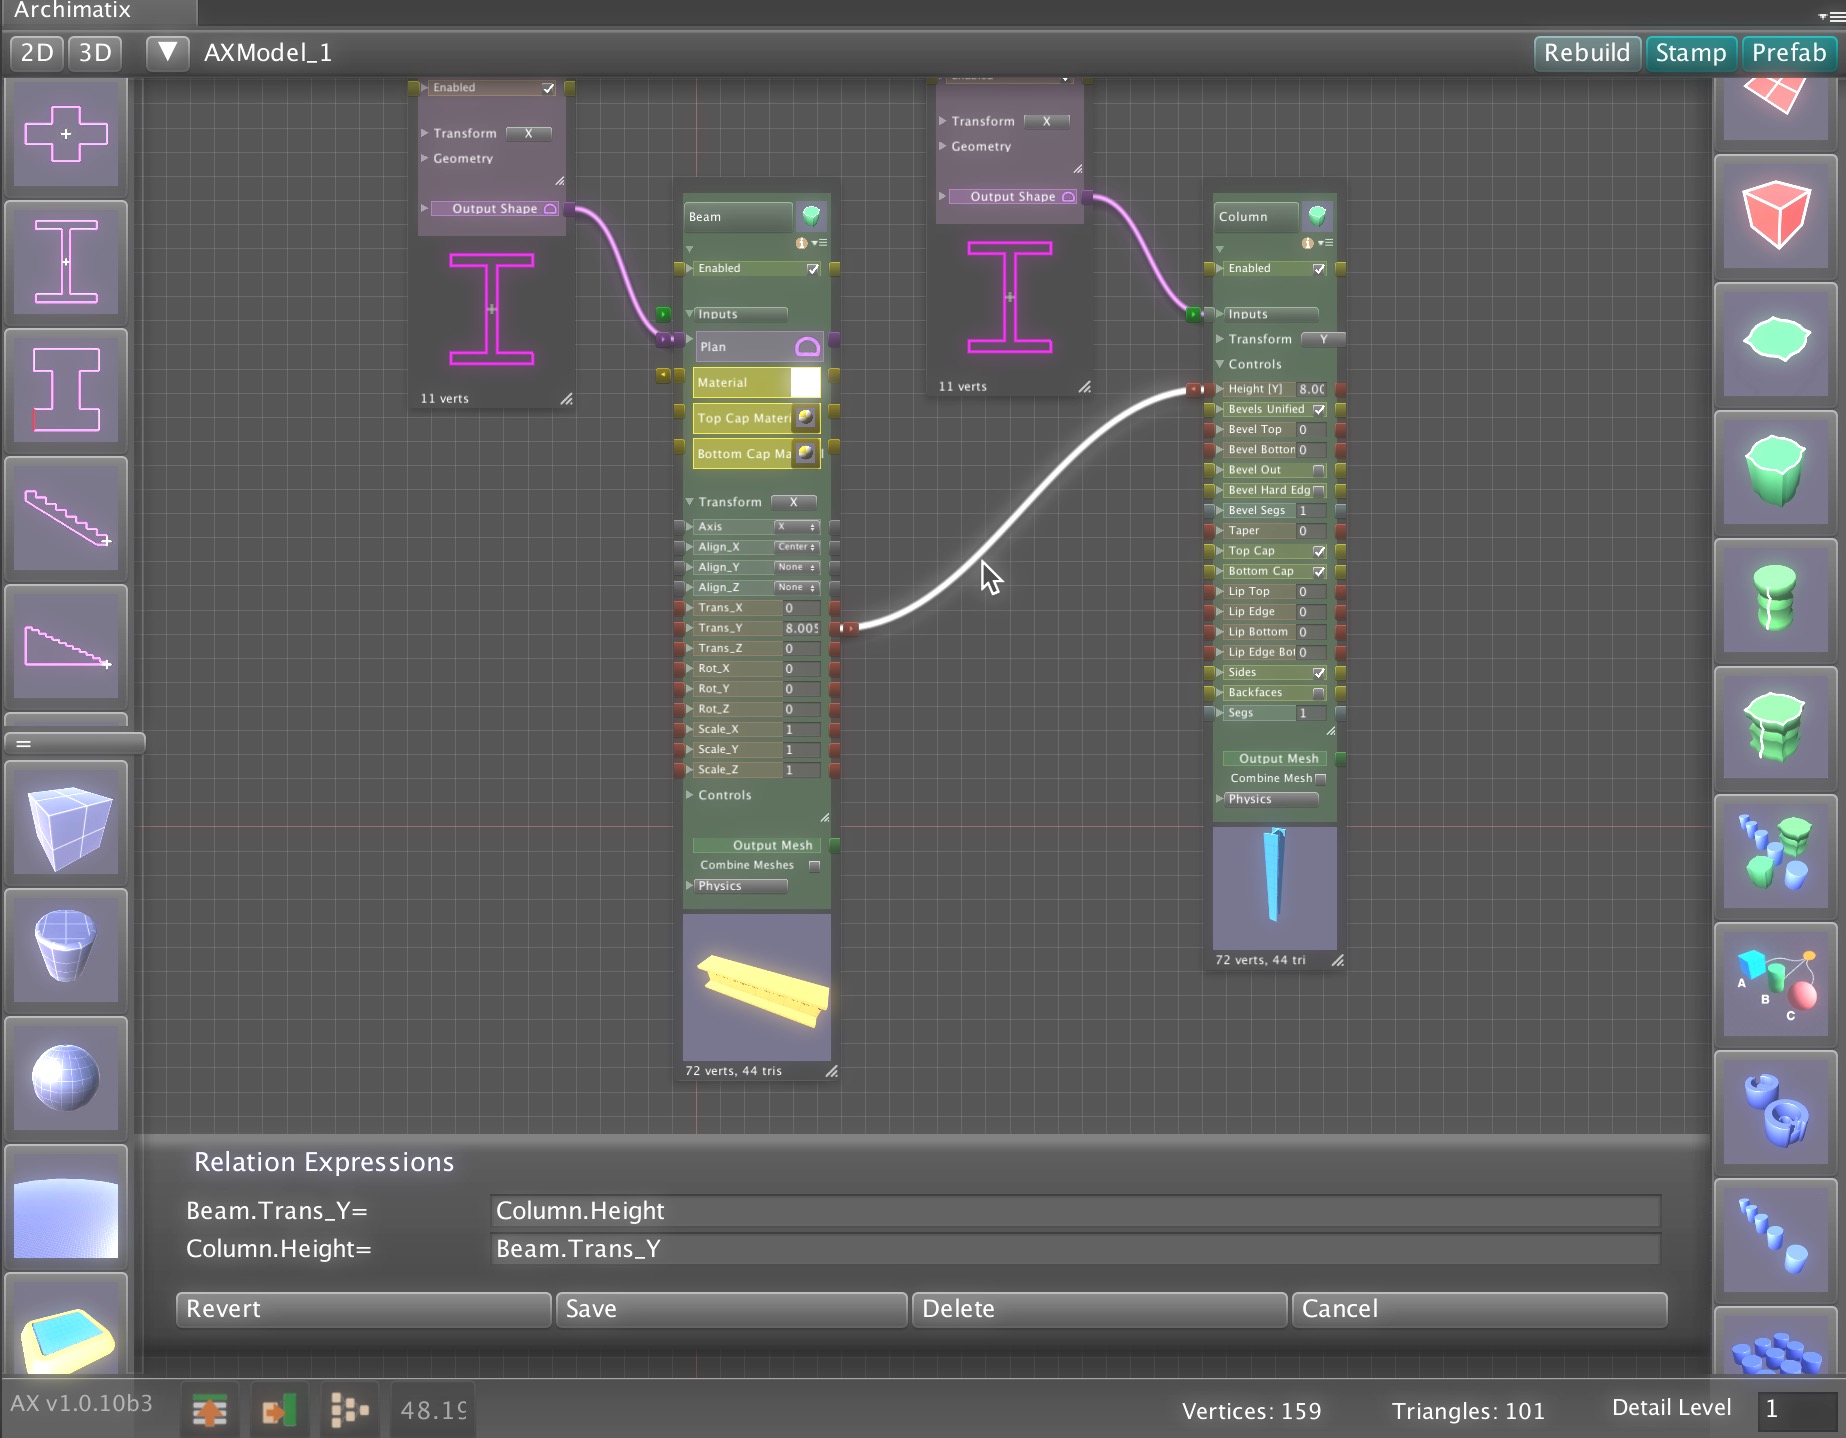 Archimatix
2D 3D ▼ AXModel_1 Rebuild Stamp Prefab
Enabled
Transform X
Geometry
Output Shape
11 verts
Beam
Enabled
Inputs
Plan
Material
Top Cap Materi
Bottom Cap Ma
Transform X
Axis X
Align_X Center
Align_Y None
Align_Z None
Trans_X 0
Trans_Y 8.005
Trans_Z 0
Rot_X 0
Rot_Y 0
Rot_Z 0
Scale_X 1
Scale_Y 1
Scale_Z 1
Controls
Output Mesh
Combine Meshes
Physics
72 verts, 44 tris
Enabled
Transform X
Geometry
Output Shape
11 verts
Column
Enabled
Inputs
Transform Y
Controls
Height [Y] 8.00
Bevels Unified
Bevel Top 0
Bevel Botton 0
Bevel Out
Bevel Hard Edg
Bevel Segs 1
Taper 0
Top Cap
Bottom Cap
Lip Top 0
Lip Edge 0
Lip Bottom 0
Lip Edge Bot 0
Sides
Backfaces
Segs 1
Output Mesh
Combine Mesh
Physics
72 verts, 44 tri
A
B
C
Relation Expressions
Beam.Trans_Y= Column.Height
Column.Height= Beam.Trans_Y
Revert Save Delete Cancel
AX v1.0.10b3 48.19 Vertices: 159 Triangles: 101 Detail Level 1